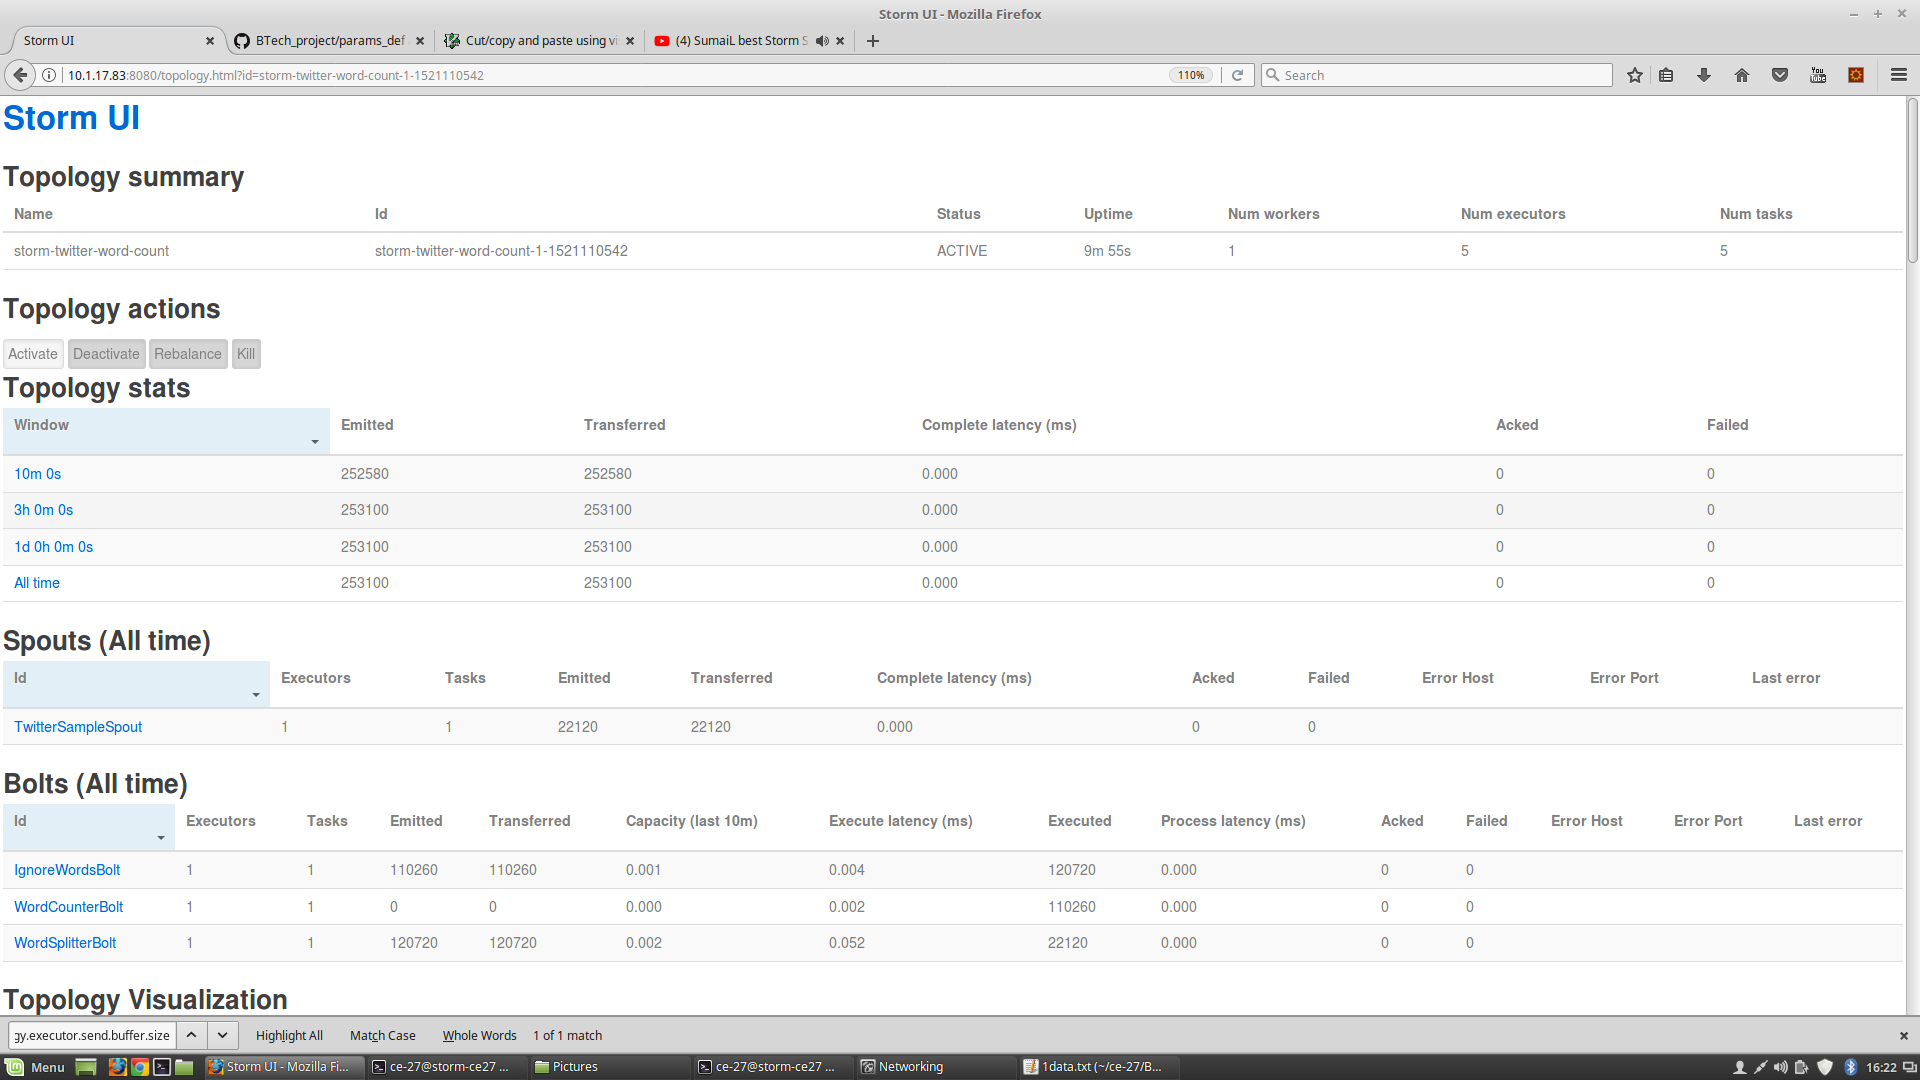 Storm UI - Mozilla Firefox
Storm UI
BTech_project/params_def
Cut/copy and paste using vi
(4) SumaiL best Storm S
10.1.17.83:8080/topology.html?id=storm-twitter-word-count-1-1521110542
110%
Search
Storm UI
Topology summary
Name Id Status Uptime Num workers Num executors Num tasks
storm-twitter-word-count storm-twitter-word-count-1-1521110542 ACTIVE 9m 55s 1 5 5
Topology actions
Activate Deactivate Rebalance Kill
Topology stats
Window Emitted Transferred Complete latency (ms) Acked Failed
10m 0s 252580 252580 0.000 0 0
3h 0m 0s 253100 253100 0.000 0 0
1d 0h 0m 0s 253100 253100 0.000 0 0
All time 253100 253100 0.000 0 0
Spouts (All time)
Id Executors Tasks Emitted Transferred Complete latency (ms) Acked Failed Error Host Error Port Last error
TwitterSampleSpout 1 1 22120 22120 0.000 0 0
Bolts (All time)
Id Executors Tasks Emitted Transferred Capacity (last 10m) Execute latency (ms) Executed Process latency (ms) Acked Failed Error Host Error Port Last error
IgnoreWordsBolt 1 1 110260 110260 0.001 0.004 120720 0.000 0 0
WordCounterBolt 1 1 0 0 0.000 0.002 110260 0.000 0 0
WordSplitterBolt 1 1 120720 120720 0.002 0.052 22120 0.000 0 0
Topology Visualization
gy.executor.send.buffer.size Highlight All Match Case Whole Words 1 of 1 match
Menu Storm UI - Mozilla Fi... ce-27@storm-ce27 ... Pictures ce-27@storm-ce27 ... Networking 1data.txt (~/ce-27/B... 16:22